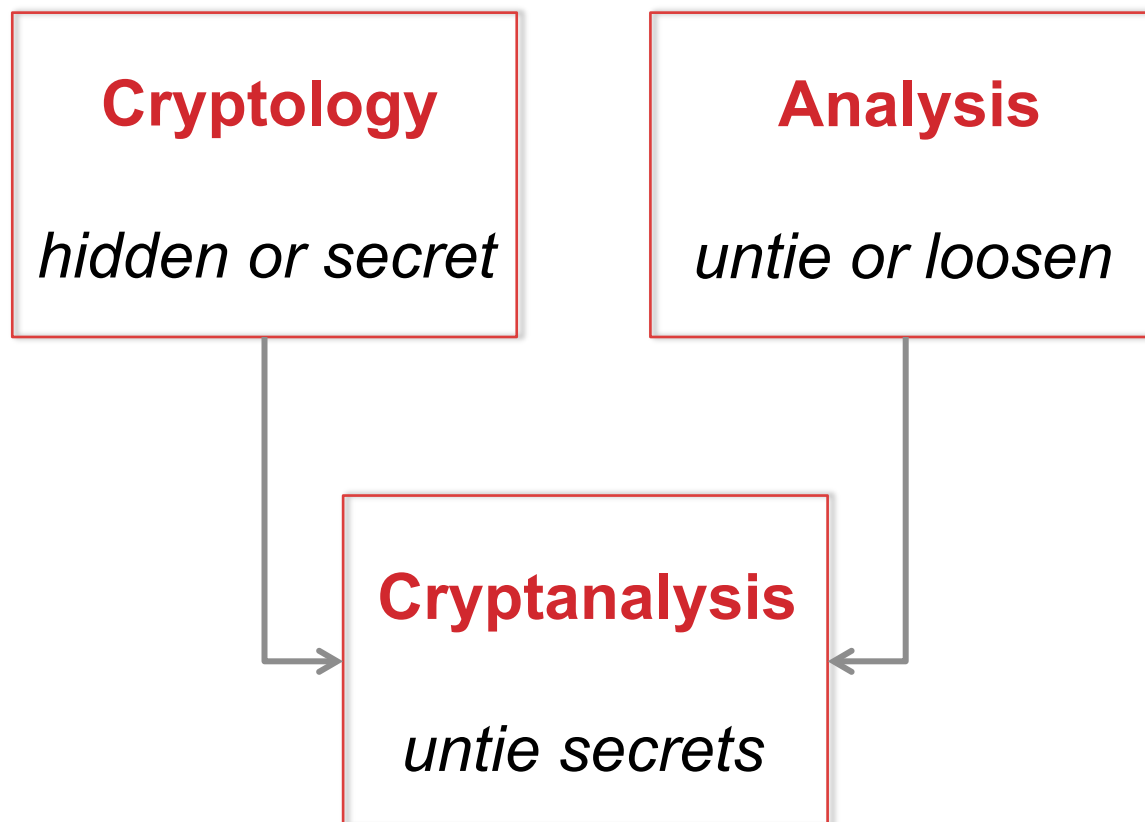 Cryptology
hidden or secret
Analysis
untie or loosen
Cryptanalysis
untie secrets